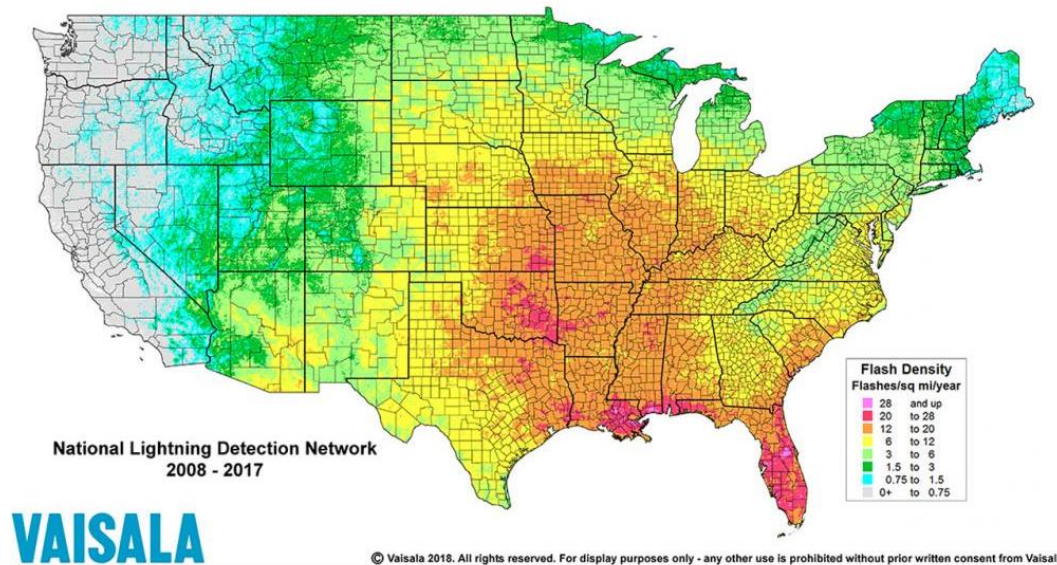 National Lightning Detection Network
2008 - 2017
Flash Density
Flashes/sq mi/year
28 and up
20 to 28
12 to 20
6 to 12
3 to 6
1.5 to 3
0.75 to 1.5
0+ to 0.75
VAISALA
© Vaisala 2018. All rights reserved. For display purposes only - any other use is prohibited without prior written consent from Vaisal